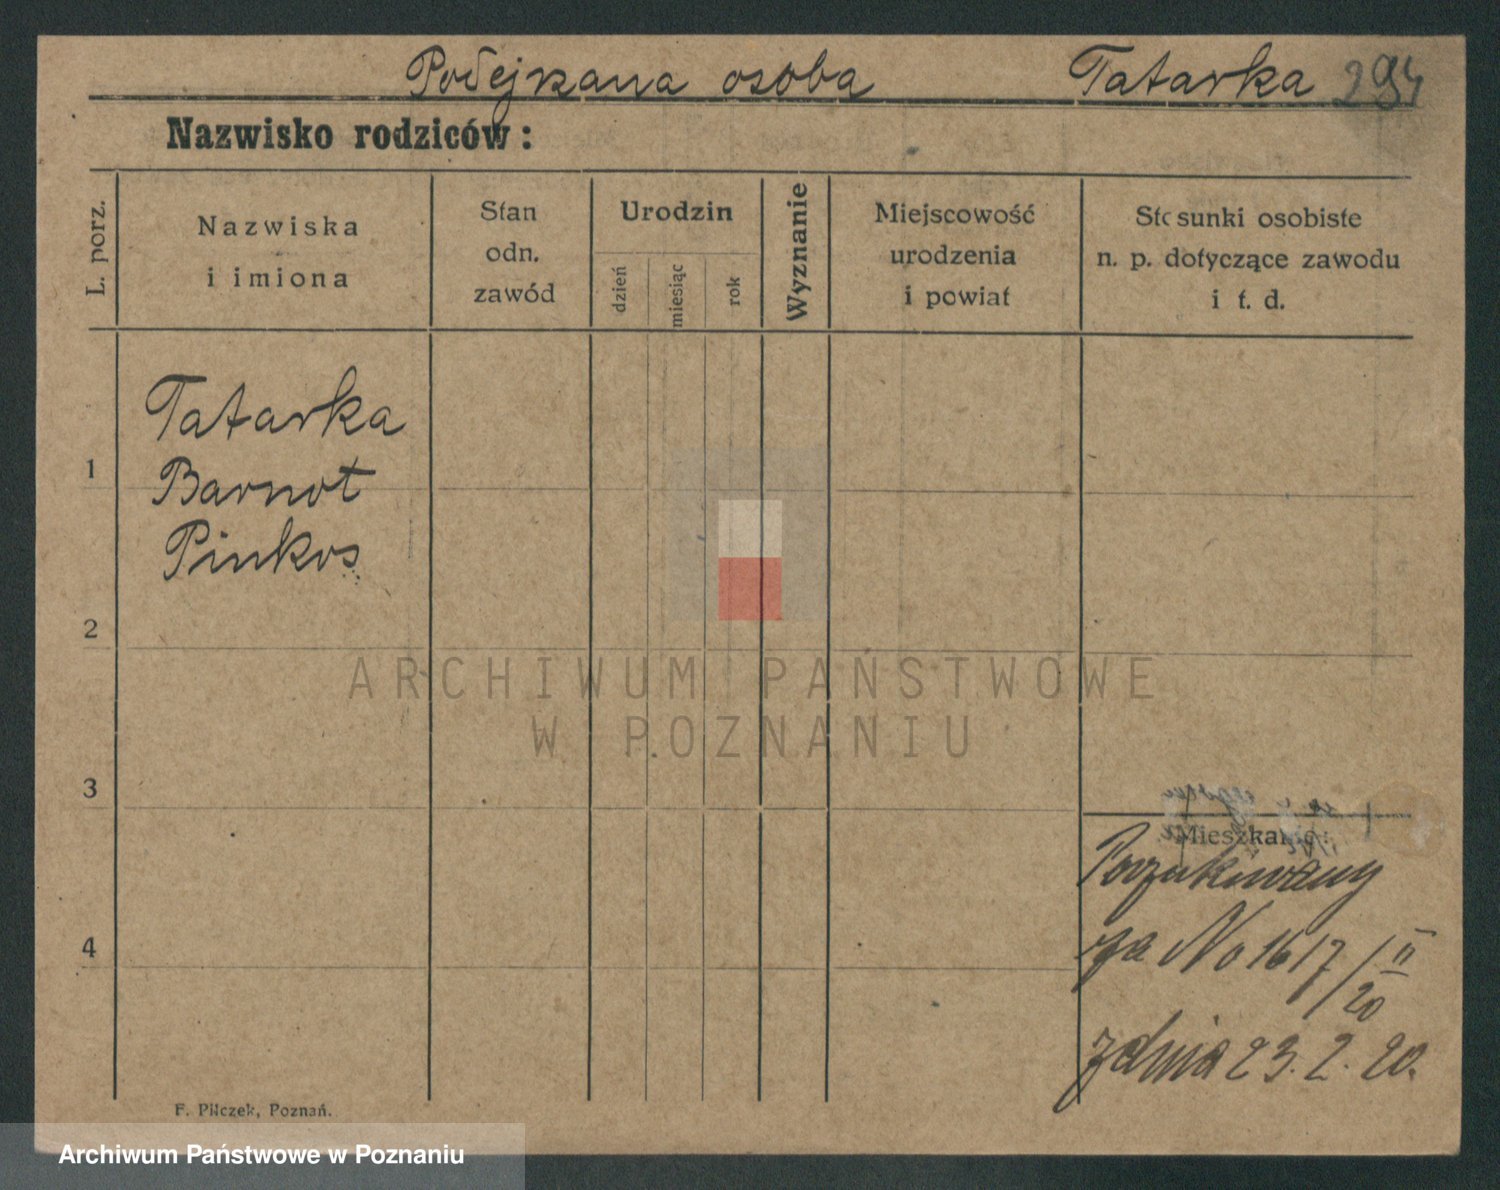 Podejrzana osoba Tatarka 294
Nazwisko rodziców:
L. porz.
Nazwiska
i imiona
Stan
odn.
zawód
Urodzin
dzień
miesiąc
rok
Wyznanie
Miejscowość
urodzenia
i powiat
Stosunki osobiste
n. p. dotyczące zawodu
i t. d.
Tatarka
1
Barnot
Pinkos
2
ARCHIWUM PAŃSTWOWE
W POZNANIU
3
Mieszkanie:
Poszukiwany
za No 1617/II
20
4
z dnia 23. 2. 20.
F. Pilczek, Poznań.
Archiwum Państwowe w Poznaniu